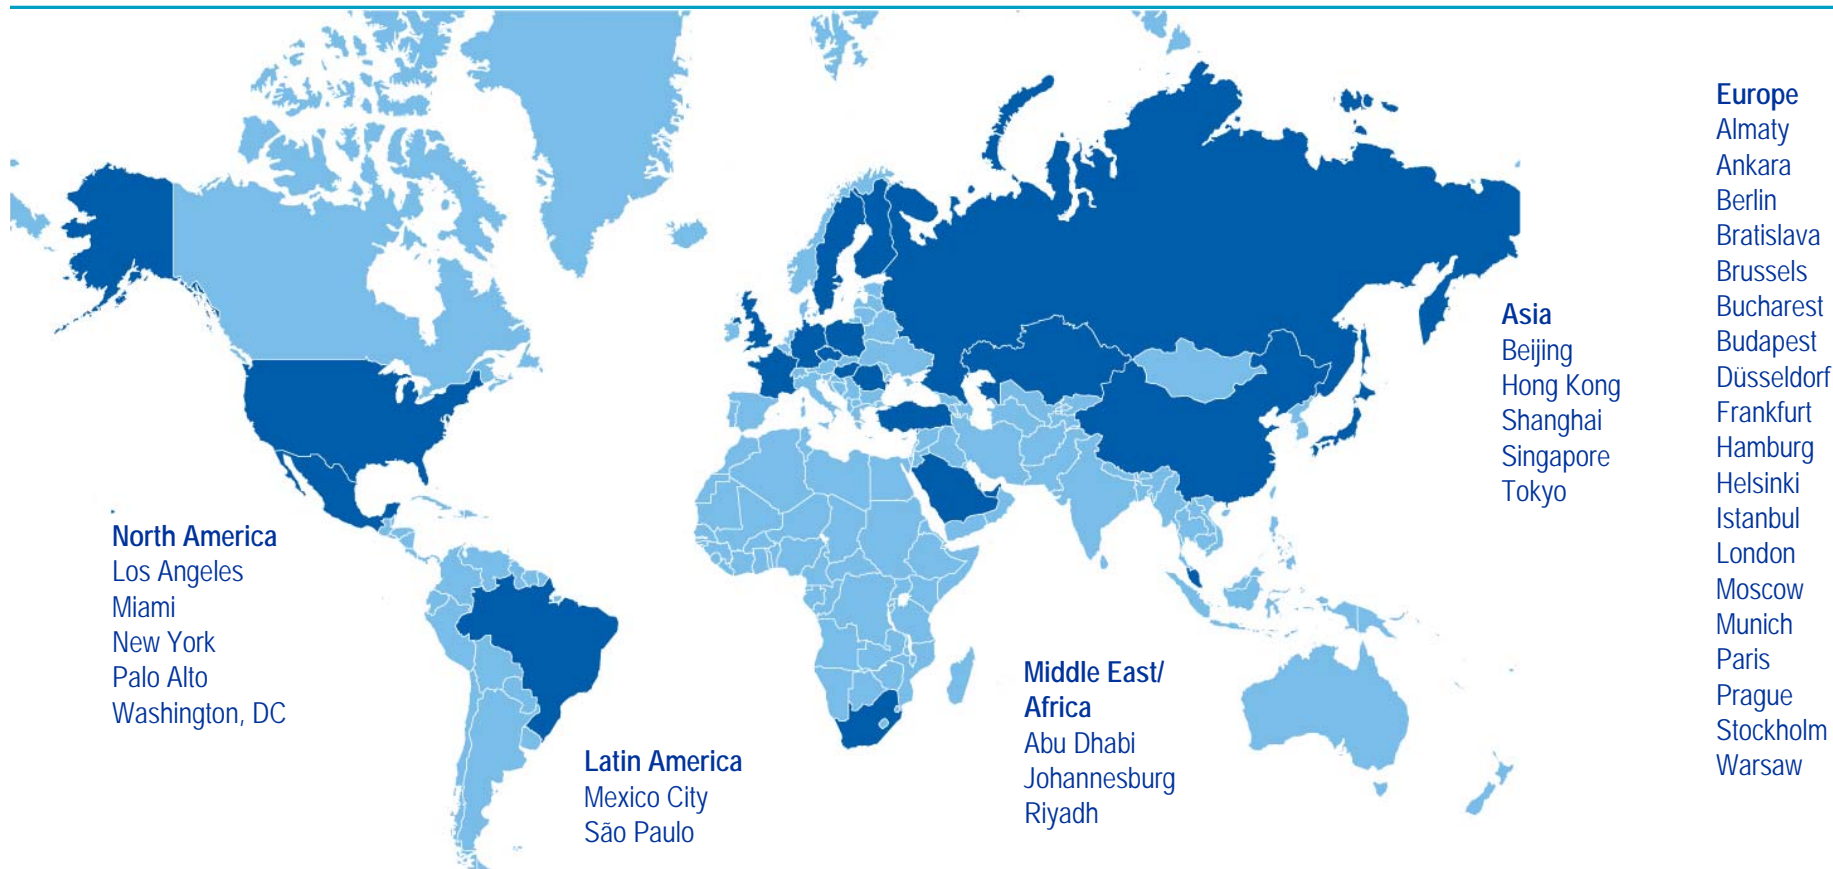 North America
Los Angeles
Miami
New York
Palo Alto
Washington, DC
Latin America
Mexico City
São Paulo
Middle East/
Africa
Abu Dhabi
Johannesburg
Riyadh
Asia
Beijing
Hong Kong
Shanghai
Singapore
Tokyo
Europe
Almaty
Ankara
Berlin
Bratislava
Brussels
Bucharest
Budapest
Düsseldorf
Frankfurt
Hamburg
Helsinki
Istanbul
London
Moscow
Munich
Paris
Prague
Stockholm
Warsaw